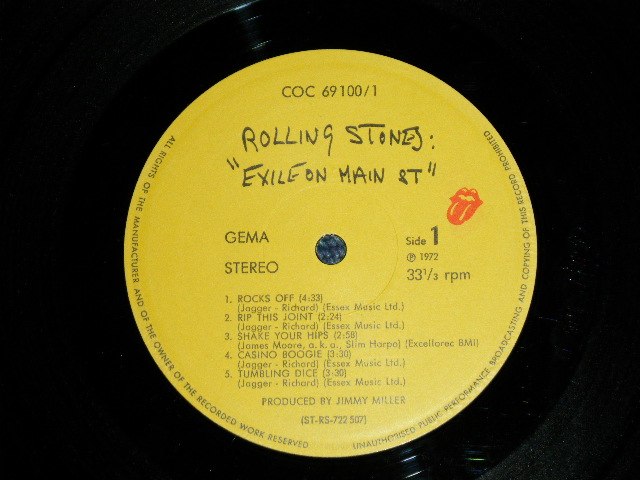 COC 69100/1
ROLLING STONES:
"EXILE ON MAIN ST"
GEMA
STEREO
Side 1
℗ 1972
33 1/3 rpm
1. ROCKS OFF (4:33)
(Jagger - Richard) (Essex Music Ltd.)
2. RIP THIS JOINT (2:24)
(Jagger - Richard) (Essex Music Ltd.)
3. SHAKE YOUR HIPS (2:58)
(James Moore, a. k. a., Slim Harpo) (Excellorec BMI)
4. CASINO BOOGIE (3:30)
(Jagger - Richard) (Essex Music Ltd.)
5. TUMBLING DICE (3:30)
(Jagger - Richard) (Essex Music Ltd.)
PRODUCED BY JIMMY MILLER
(ST-RS-722 507)
ALL RIGHTS OF THE MANUFACTURER AND OF THE OWNER OF THE RECORDED WORK RESERVED
UNAUTHORISED PUBLIC PERFORMANCE BROADCASTING AND COPYING OF THIS RECORD PROHIBITED